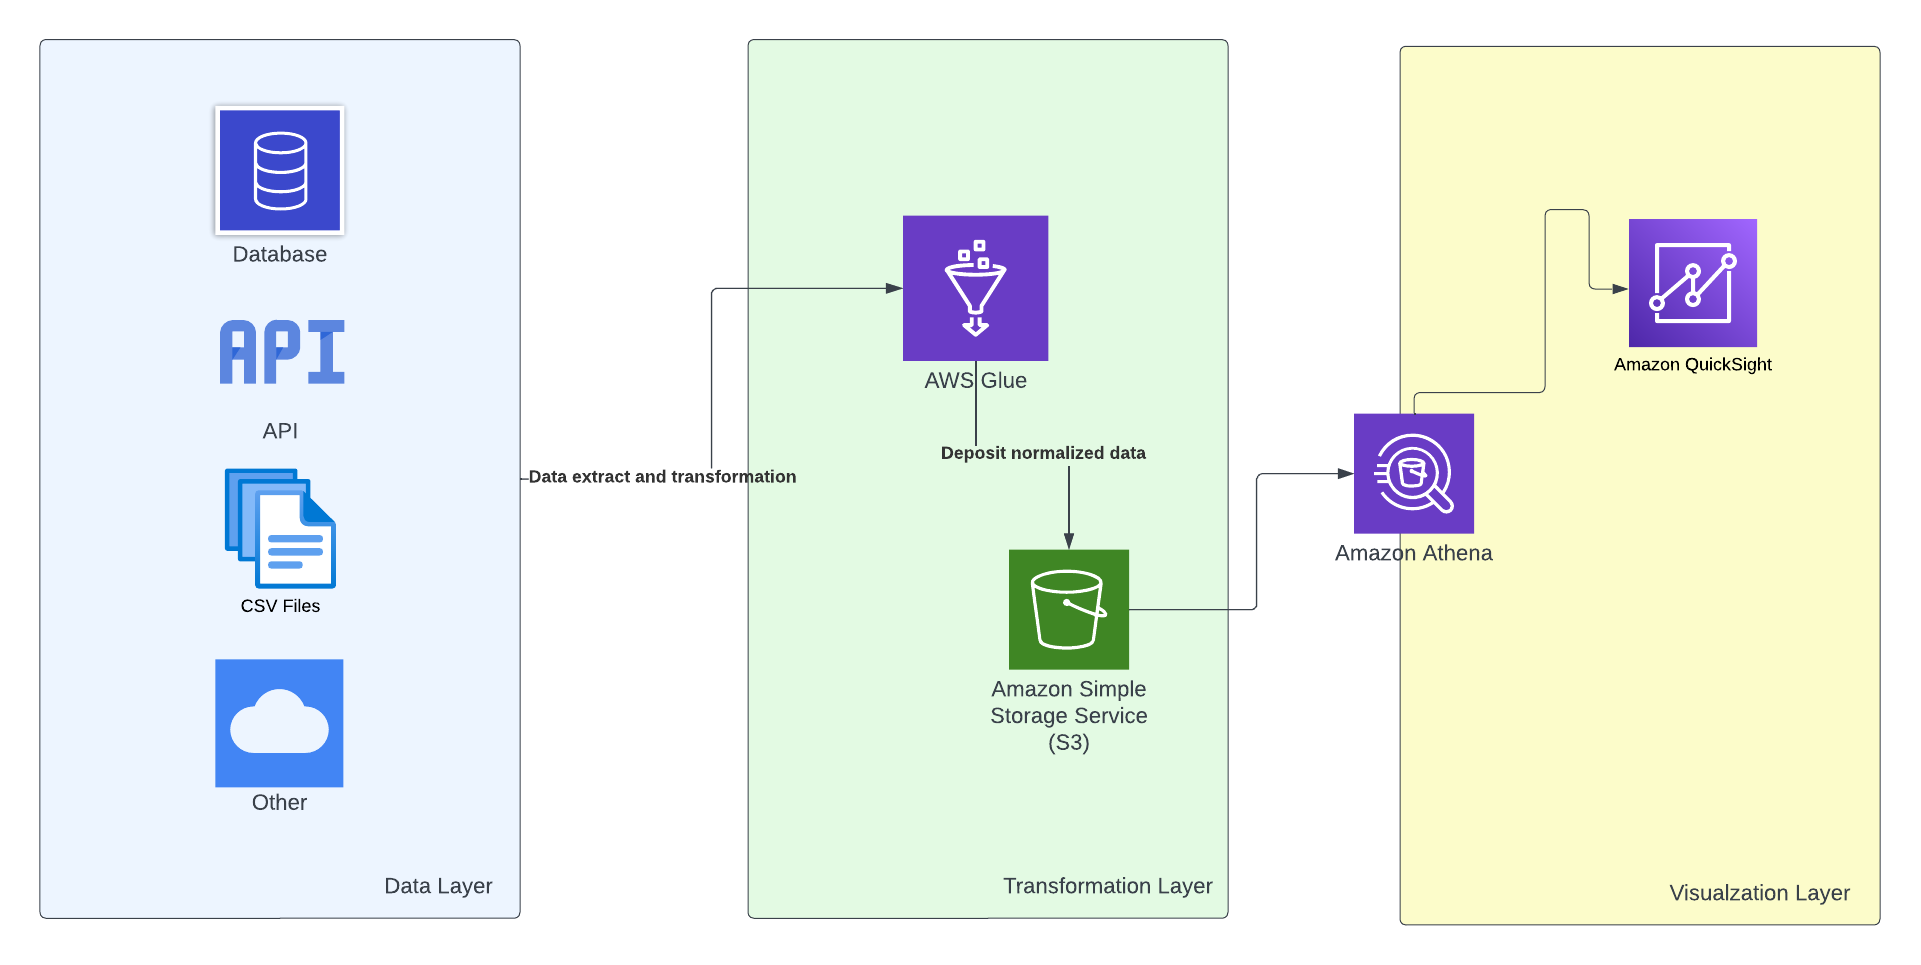 Database
API
API
CSV Files
Other
Data Layer
Data extract and transformation
AWS Glue
Deposit normalized data
Amazon Simple
Storage Service
(S3)
Transformation Layer
Amazon Athena
Amazon QuickSight
Visualzation Layer